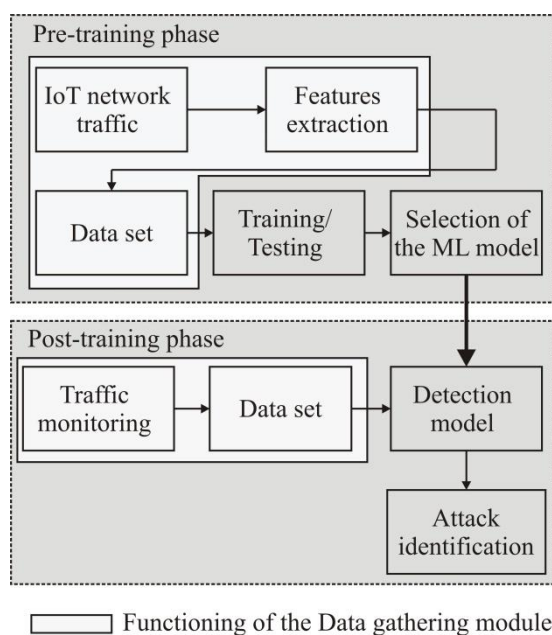 Pre-training phase
IoT network
traffic
Features
extraction
Data set
Training/
Testing
Selection of
the ML model
Post-training phase
Traffic
monitoring
Data set
Detection
model
Attack
identification
Functioning of the Data gathering module